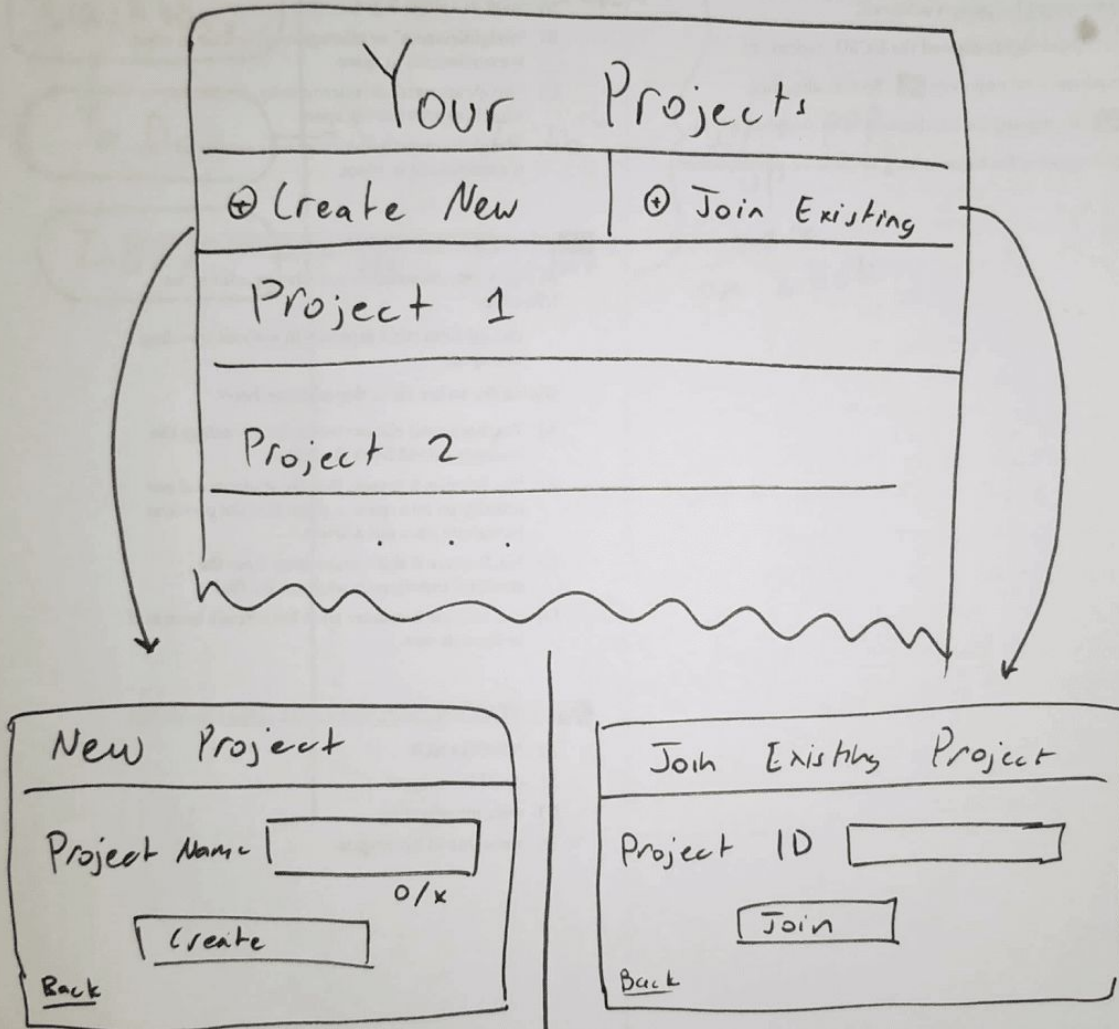 Your Projects
⊕ Create New
⊕ Join Existing
Project 1
Project 2
. . .
New Project
Project Name
0/x
Create
Back
Join Existing Project
Project ID
Join
Back